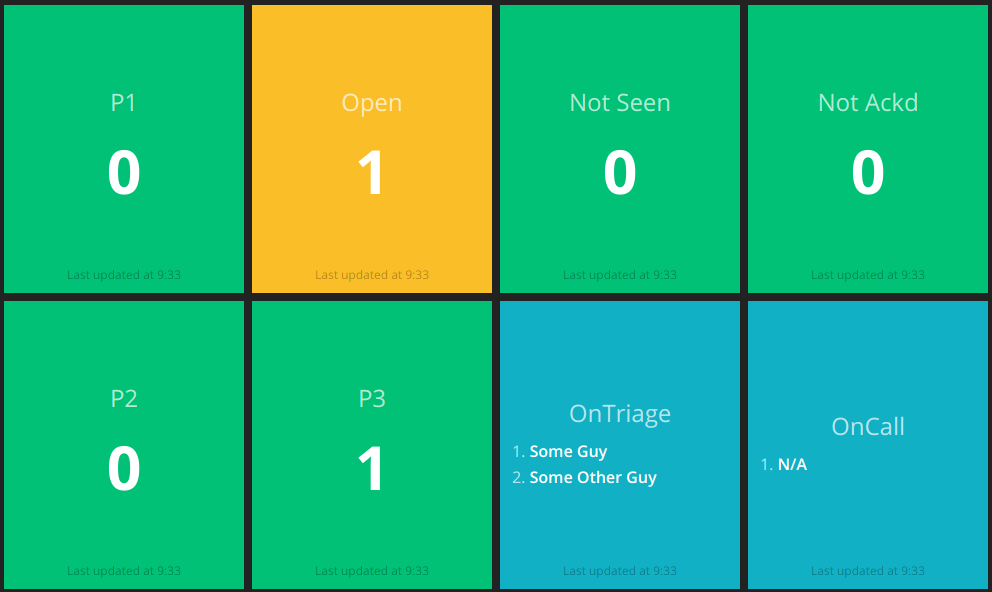 P1
0
Last updated at 9:33
Open
1
Last updated at 9:33
Not Seen
0
Last updated at 9:33
Not Ackd
0
Last updated at 9:33
P2
0
Last updated at 9:33
P3
1
Last updated at 9:33
OnTriage
1. Some Guy
2. Some Other Guy
Last updated at 9:33
OnCall
1. N/A
Last updated at 9:33